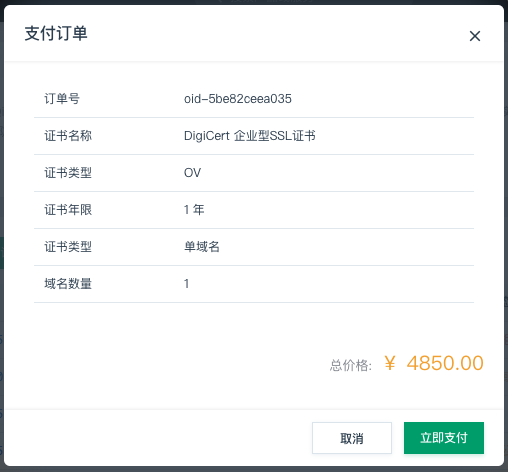 支付订单
订单号 oid-5be82ceea035
证书名称 DigiCert 企业型SSL证书
证书类型 OV
证书年限 1 年
证书类型 单域名
域名数量 1
总价格: ¥ 4850.00
取消 立即支付